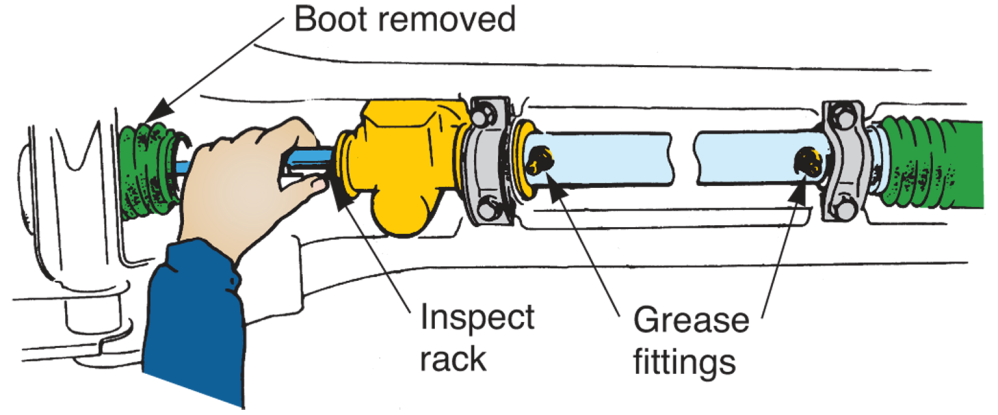 Boot removed
Inspect
rack
Grease
fittings